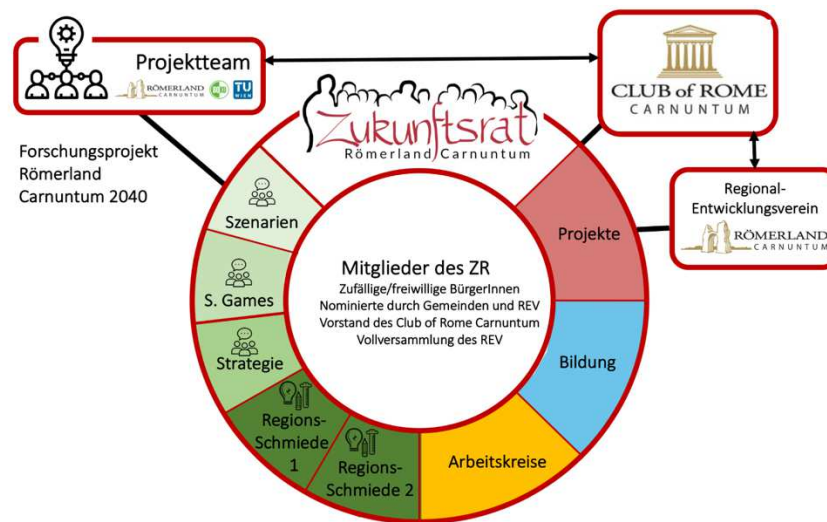 Projektteam
RÖMERLAND
CARNUNTUM
TU
WIEN
Forschungsprojekt
Römerland
Carnuntum 2040
Zukunftsrat
Römerland Carnuntum
CLUB of ROME
CARNUNTUM
Regional-
Entwicklungsverein
RÖMERLAND
CARNUNTUM
Szenarien
S. Games
Strategie
Regions-
Schmiede
1
Regions-
Schmiede 2
Arbeitskreise
Bildung
Projekte
Mitglieder des ZR
Zufällige/freiwillige BürgerInnen
Nominierte durch Gemeinden und REV
Vorstand des Club of Rome Carnuntum
Vollversammlung des REV